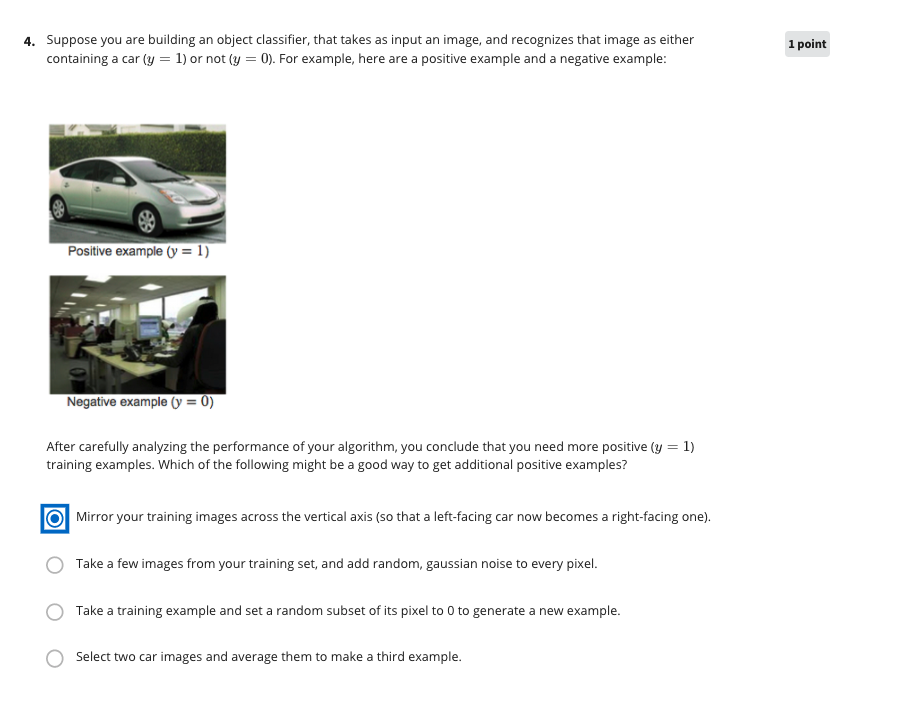 4. Suppose you are building an object classifier, that takes as input an image, and recognizes that image as either
containing a car (y = 1) or not (y = 0). For example, here are a positive example and a negative example:
1 point
Positive example (y = 1)
Negative example (y = 0)
After carefully analyzing the performance of your algorithm, you conclude that you need more positive (y = 1)
training examples. Which of the following might be a good way to get additional positive examples?
Mirror your training images across the vertical axis (so that a left-facing car now becomes a right-facing one).
Take a few images from your training set, and add random, gaussian noise to every pixel.
Take a training example and set a random subset of its pixel to 0 to generate a new example.
Select two car images and average them to make a third example.